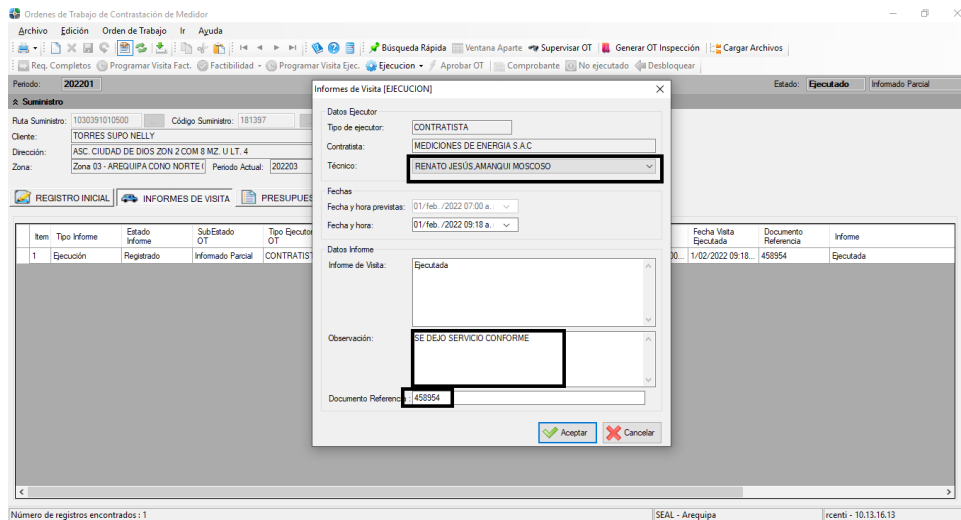 Ordenes de Trabajo de Contrastación de Medidor
Archivo Edición Orden de Trabajo Ir Ayuda
Búsqueda Rápida Ventana Aparte Supervisar OT Generar OT Inspección Cargar Archivos
Req. Completos Programar Visita Fact. Factibilidad Programar Visita Ejec. Ejecucion Aprobar OT Comprobante No ejecutado Desbloquear
Periodo: 202201 Estado: Ejecutado Informado Parcial
Suministro
Ruta Suministro: 1030391010500 Código Suministro: 181397
Cliente: TORRES SUPO NELLY
Dirección: ASC. CIUDAD DE DIOS ZON 2 COM 8 MZ. U LT. 4
Zona: Zona 03 - AREQUIPA CONO NORTE ( Periodo Actual: 202203
REGISTRO INICIAL INFORMES DE VISITA PRESUPUES
Item Tipo Informe Estado Informe SubEstado OT Tipo Ejecutor OT Fecha Visita Ejecutada Documento Referencia Informe
1 Ejecución Registrado Informado Parcial CONTRATIST 00... 1/02/2022 09:18... 458954 Ejecutada
Informes de Visita [EJECUCION]
Datos Ejecutor
Tipo de ejecutor: CONTRATISTA
Contratista: MEDICIONES DE ENERGIA S.A.C
Técnico: RENATO JESÚS,AMANQUI MOSCOSO
Fechas
Fecha y hora previstas: 01/feb. /2022 07:00 a.
Fecha y hora: 01/feb. /2022 09:18 a.
Datos Informe
Informe de Visita: Ejecutada
Observación: SE DEJO SERVICIO CONFORME
Documento Referencia : 458954
Aceptar Cancelar
Número de registros encontrados : 1 SEAL - Arequipa rcenti - 10.13.16.13